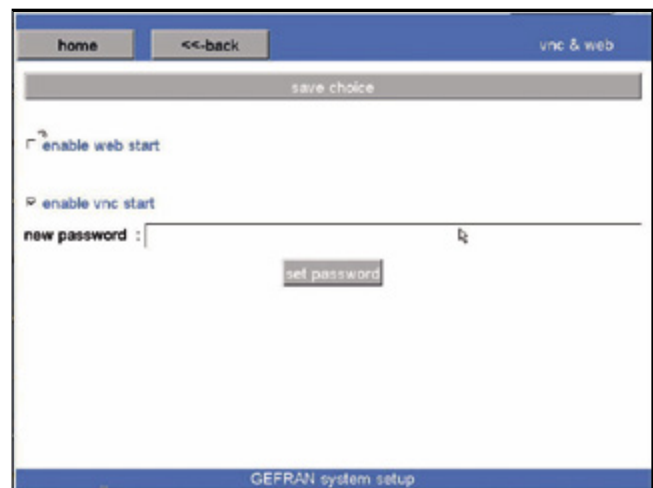 home <<-back vnc & web
save choice
enable web start
enable vnc start
new password :
set password
GEFRAN system setup